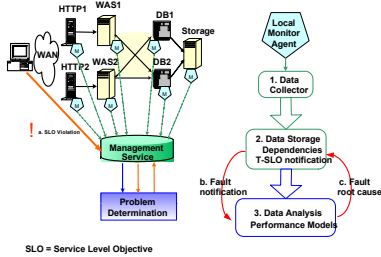 HTTP1
WAS1
DB1
Storage
WAN
M
M
M
M
HTTP2
WAS2
DB2
M
M
M
! a. SLO Violation
Management
Service
Problem
Determination
SLO = Service Level Objective
Local
Monitor
Agent
1. Data
Collector
2. Data Storage
Dependencies
T-SLO notification
b. Fault
notification
c. Fault
root cause
3. Data Analysis
Performance Models